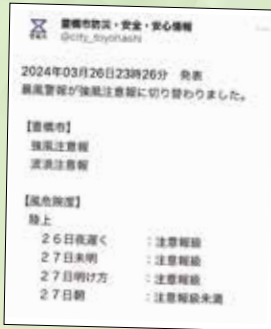 豊橋市防災・安全・安心情報
@city_toyohashi
2024年03月26日23時26分 発表
暴風警報が強風注意報に切り替わりました。
【豊橋市】
強風注意報
波浪注意報
【風危険度】
陸上
26日夜遅く :注意報級
27日未明 :注意報級
27日明け方 :注意報級
27日朝 :注意報級未満